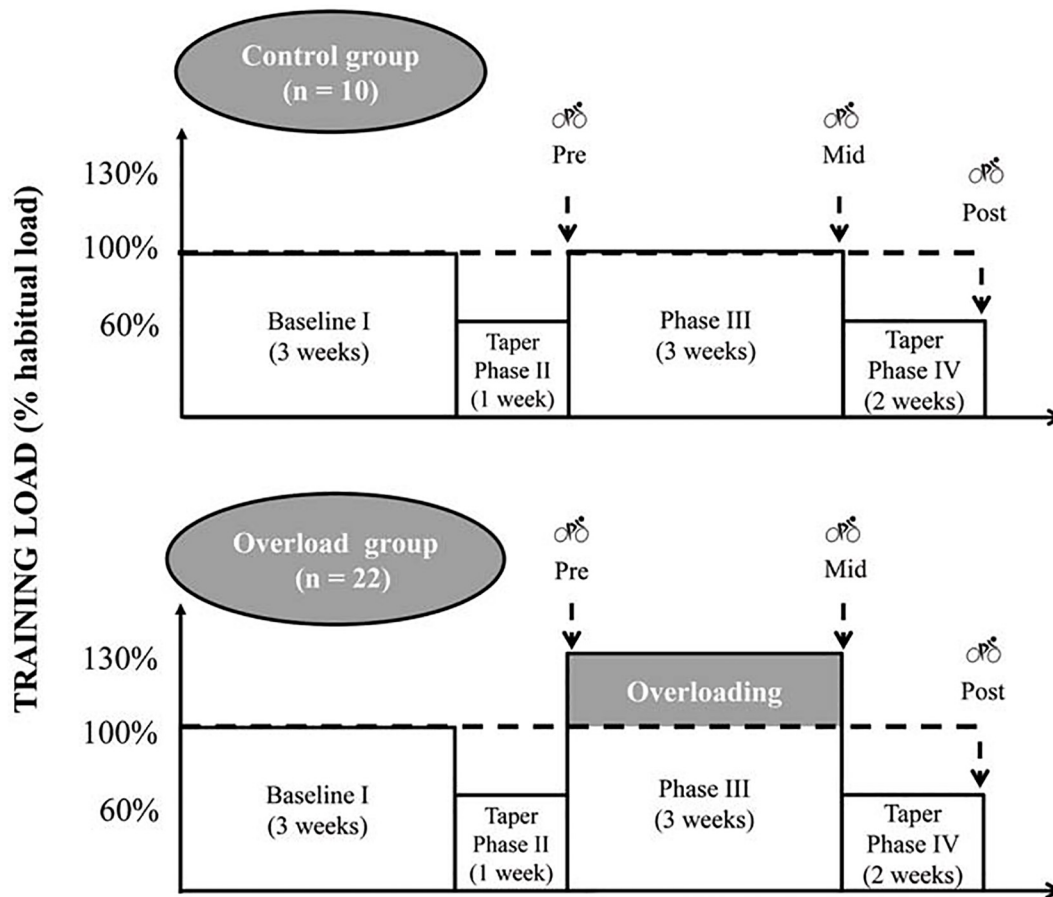 Control group
(n = 10)
TRAINING LOAD (% habitual load)
130%
100%
60%
Pre
Mid
Post
Baseline I
(3 weeks)
Taper
Phase II
(1 week)
Phase III
(3 weeks)
Taper
Phase IV
(2 weeks)
Overload group
(n = 22)
130%
100%
60%
Pre
Mid
Post
Overloading
Baseline I
(3 weeks)
Taper
Phase II
(1 week)
Phase III
(3 weeks)
Taper
Phase IV
(2 weeks)